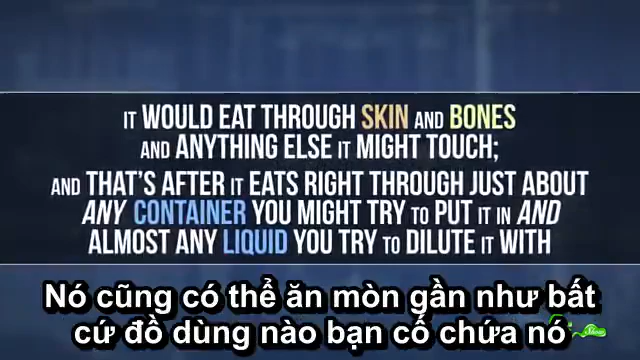 IT WOULD EAT THROUGH SKIN AND BONES
AND ANYTHING ELSE IT MIGHT TOUCH;
AND THAT'S AFTER IT EATS RIGHT THROUGH JUST ABOUT
ANY CONTAINER YOU MIGHT TRY TO PUT IT IN AND
ALMOST ANY LIQUID YOU TRY TO DILUTE IT WITH
Nó cũng có thể ăn mòn gần như bất
cứ đồ dùng nào bạn cố chứa nó